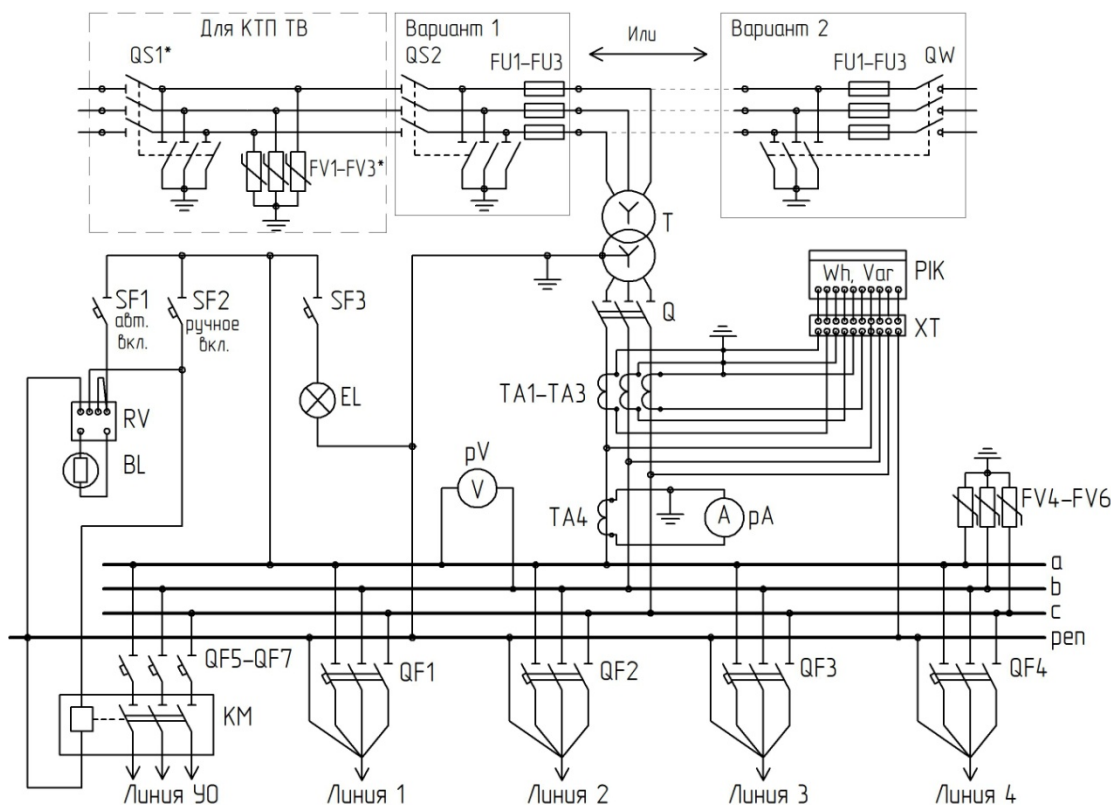 Для КТП ТВ
Вариант 1
Или
Вариант 2
QS1*
QS2
FU1-FU3
FU1-FU3
QW
FV1-FV3*
T
Wh, Var
PIK
XT
SF1
авт.
вкл.
SF2
ручное
вкл.
SF3
Q
TA1-TA3
EL
RV
BL
pV
V
TA4
A
pA
FV4-FV6
a
b
c
pen
QF5-QF7
QF1
QF2
QF3
QF4
KM
Линия УО
Линия 1
Линия 2
Линия 3
Линия 4